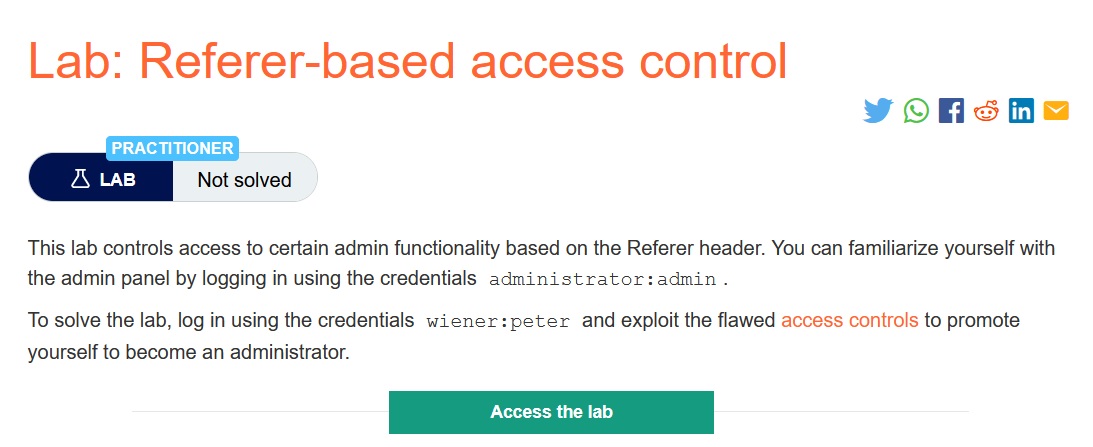 Lab: Referer-based access control
PRACTITIONER
LAB
Not solved
This lab controls access to certain admin functionality based on the Referer header. You can familiarize yourself with
the admin panel by logging in using the credentials administrator:admin .
To solve the lab, log in using the credentials wiener:peter and exploit the flawed access controls to promote
yourself to become an administrator.
Access the lab